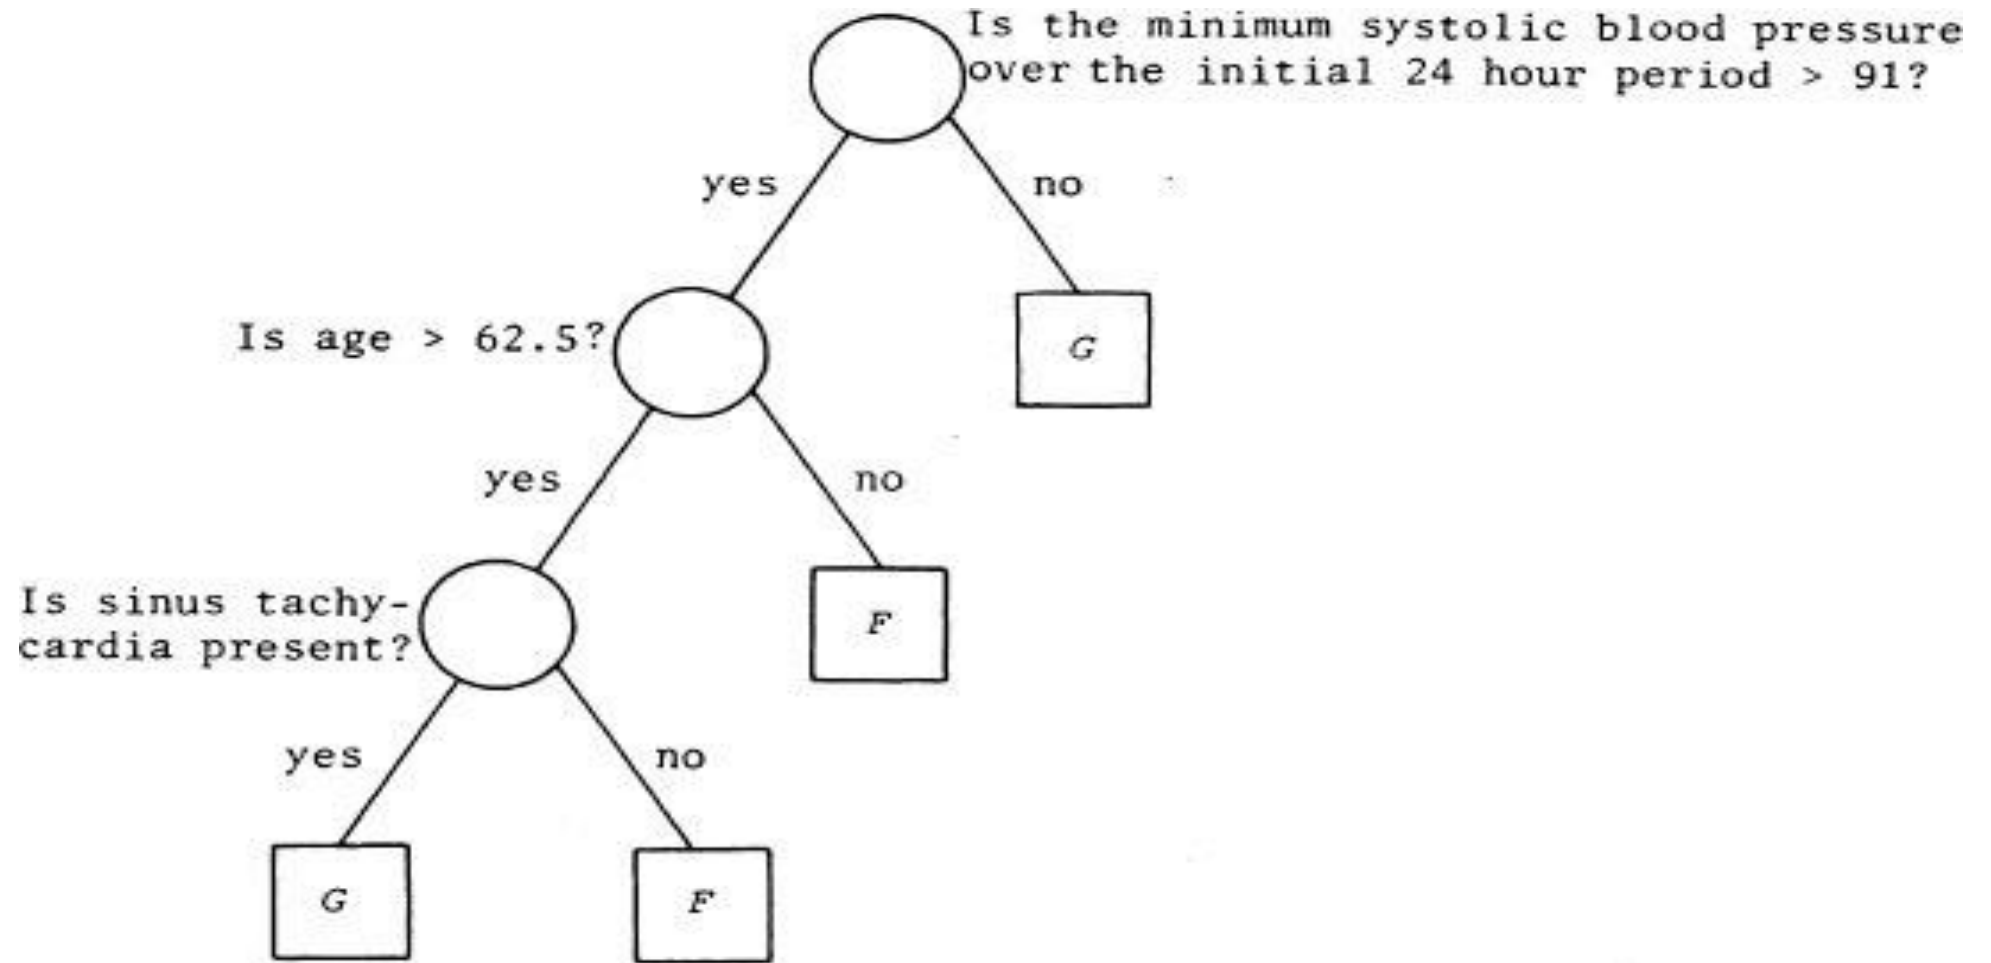 Is the minimum systolic blood pressure
over the initial 24 hour period > 91?
yes
no
Is age > 62.5?
G
yes
no
Is sinus tachy-
cardia present?
F
yes
no
G
F